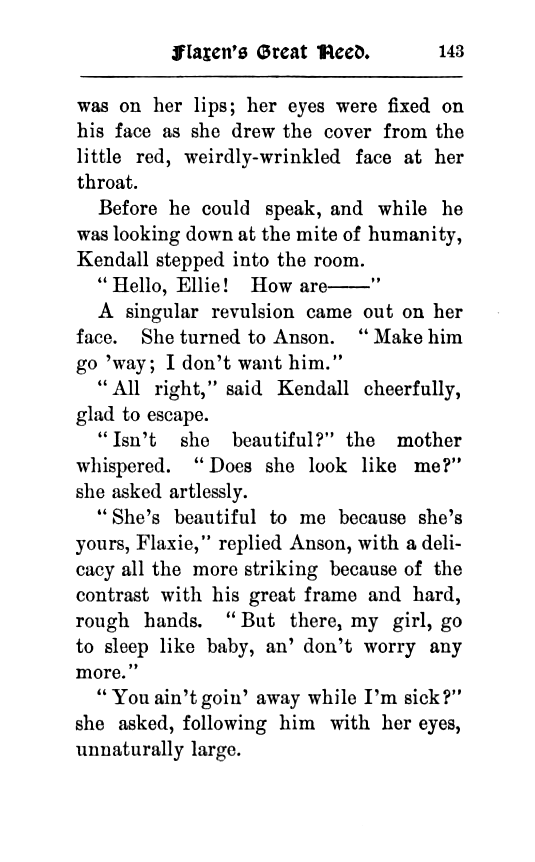 Flaxen's Great Need. 143
was on her lips; her eyes were fixed on
his face as she drew the cover from the
little red, weirdly-wrinkled face at her
throat.
Before he could speak, and while he
was looking down at the mite of humanity,
Kendall stepped into the room.
“Hello, Ellie! How are——”
A singular revulsion came out on her
face. She turned to Anson. “Make him
go ’way; I don’t want him.”
“All right,” said Kendall cheerfully,
glad to escape.
“Isn’t she beautiful?” the mother
whispered. “Does she look like me?”
she asked artlessly.
“She’s beautiful to me because she’s
yours, Flaxie,” replied Anson, with a deli-
cacy all the more striking because of the
contrast with his great frame and hard,
rough hands. “But there, my girl, go
to sleep like baby, an’ don’t worry any
more.”
“You ain’t goin’ away while I’m sick?”
she asked, following him with her eyes,
unnaturally large.